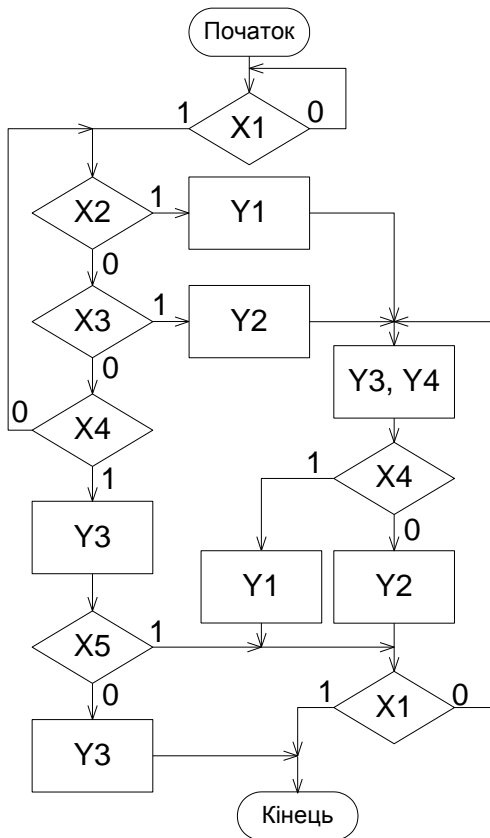 Початок
1 X1 0
X2 1 Y1
0
X3 1 Y2
0
Y3, Y4
0 X4
1 X4
1
0
Y3
Y1 Y2
X5 1
0
1 X1 0
Y3
Кінець